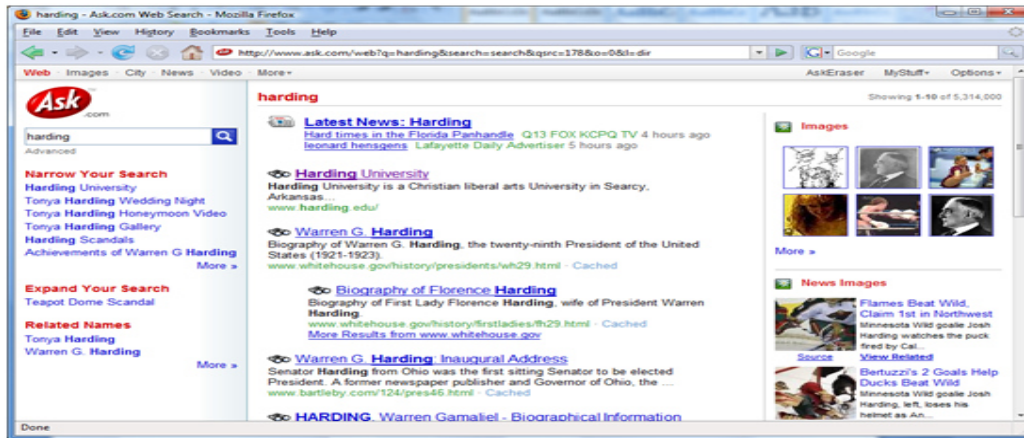 harding - Ask.com Web Search - Mozilla Firefox
File Edit View History Bookmarks Tools Help
http://www.ask.com/web?q=harding&search=search&qsrc=178&o=0&l=dir
Google
Web Images City News Video More
AskEraser MyStuff Options
Ask.com
harding
Advanced
Narrow Your Search
Harding University
Tonya Harding Wedding Night
Tonya Harding Honeymoon Video
Tonya Harding Gallery
Harding Scandals
Achievements of Warren G Harding
More »
Expand Your Search
Teapot Dome Scandal
Related Names
Tonya Harding
Warren G. Harding
More »
harding
Showing 1-10 of 5,314,000
Latest News: Harding
Hard times in the Florida Panhandle Q13 FOX KCPQ TV 4 hours ago
leonard hensgens Lafayette Daily Advertiser 5 hours ago
Harding University
Harding University is a Christian liberal arts University in Searcy,
Arkansas...
www.harding.edu/
Warren G. Harding
Biography of Warren G. Harding, the twenty-ninth President of the United
States (1921-1923).
www.whitehouse.gov/history/presidents/wh29.html - Cached
Biography of Florence Harding
Biography of First Lady Florence Harding, wife of President Warren
Harding.
www.whitehouse.gov/history/firstladies/fh29.html - Cached
More Results from www.whitehouse.gov
Warren G. Harding: Inaugural Address
Senator Harding from Ohio was the first sitting Senator to be elected
President. A former newspaper publisher and Governor of Ohio, the ....
www.bartleby.com/124/pres46.html - Cached
HARDING, Warren Gamaliel - Biographical Information
Images
More »
News Images
Flames Beat Wild,
Claim 1st in Northwest
Minnesota Wild goalie Josh
Harding watches the puck
fired by Cal...
Source View Related
Bertuzzi's 2 Goals Help
Ducks Beat Wild
Minnesota Wild goalie Josh
Harding, left, loses his
helmet as An...
Done